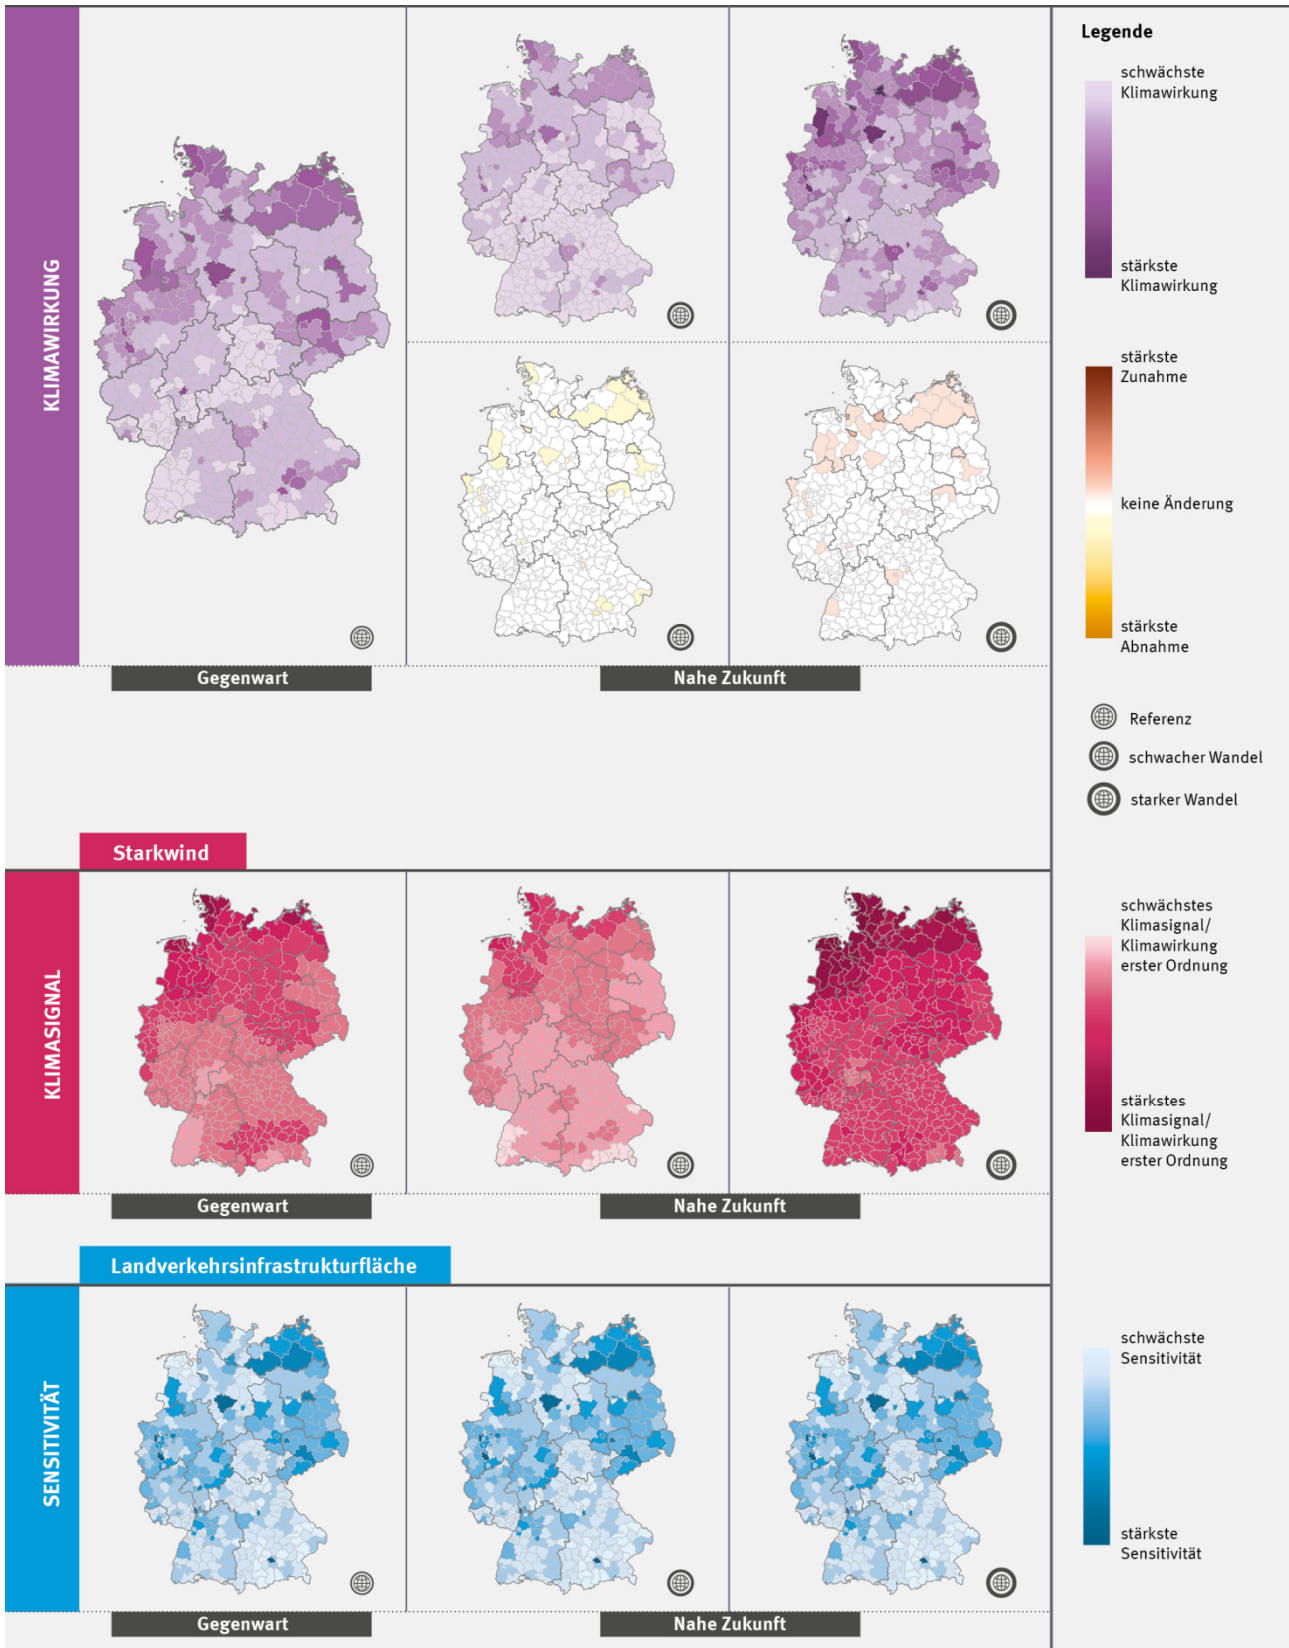 KLIMAWIRKUNG
Gegenwart
Nahe Zukunft
Legende
schwächste
Klimawirkung
stärkste
Klimawirkung
stärkste
Zunahme
keine Änderung
stärkste
Abnahme
Referenz
schwacher Wandel
starker Wandel
Starkwind
KLIMASIGNAL
Gegenwart
Nahe Zukunft
schwächstes
Klimasignal/
Klimawirkung
erster Ordnung
stärkstes
Klimasignal/
Klimawirkung
erster Ordnung
Landverkehrsinfrastrukturfläche
SENSITIVITÄT
Gegenwart
Nahe Zukunft
schwächste
Sensitivität
stärkste
Sensitivität